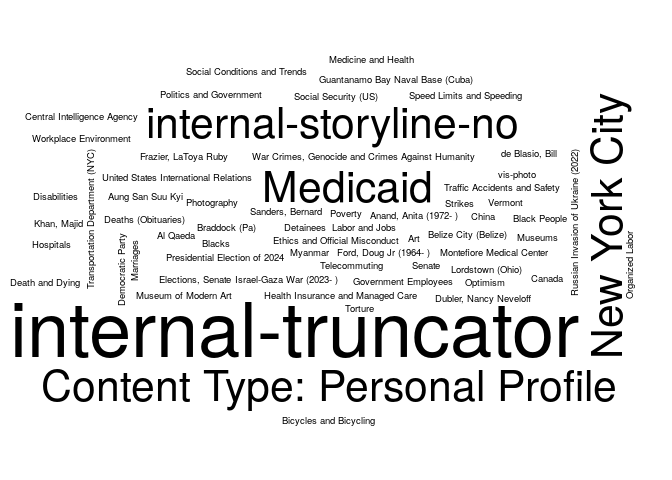 Medicine and Health
Social Conditions and Trends
Guantanamo Bay Naval Base (Cuba)
Politics and Government
Social Security (US)
Speed Limits and Speeding
Central Intelligence Agency
internal-storyline-no
Workplace Environment
Frazier, LaToya Ruby
War Crimes, Genocide and Crimes Against Humanity
de Blasio, Bill
United States International Relations
Medicaid
vis-photo
Traffic Accidents and Safety
Disabilities
Aung San Suu Kyi
Photography
Strikes
Vermont
Sanders, Bernard
Poverty
Anand, Anita (1972- )
China
Black People
Khan, Majid
Deaths (Obituaries)
Braddock (Pa)
Detainees
Labor and Jobs
Al Qaeda
Blacks
Ethics and Official Misconduct
Art
Belize City (Belize)
Museums
Hospitals
Presidential Election of 2024
Myanmar
Ford, Doug Jr (1964- )
Montefiore Medical Center
Telecommuting
Senate
Lordstown (Ohio)
Death and Dying
Elections, Senate
Israel-Gaza War (2023- )
Government Employees
Optimism
Canada
Museum of Modern Art
Health Insurance and Managed Care
Dubler, Nancy Neveloff
Torture
Transportation Department (NYC)
Democratic Party
Marriages
Russian Invasion of Ukraine (2022)
New York City
Organized Labor
internal-truncator
Content Type: Personal Profile
Bicycles and Bicycling